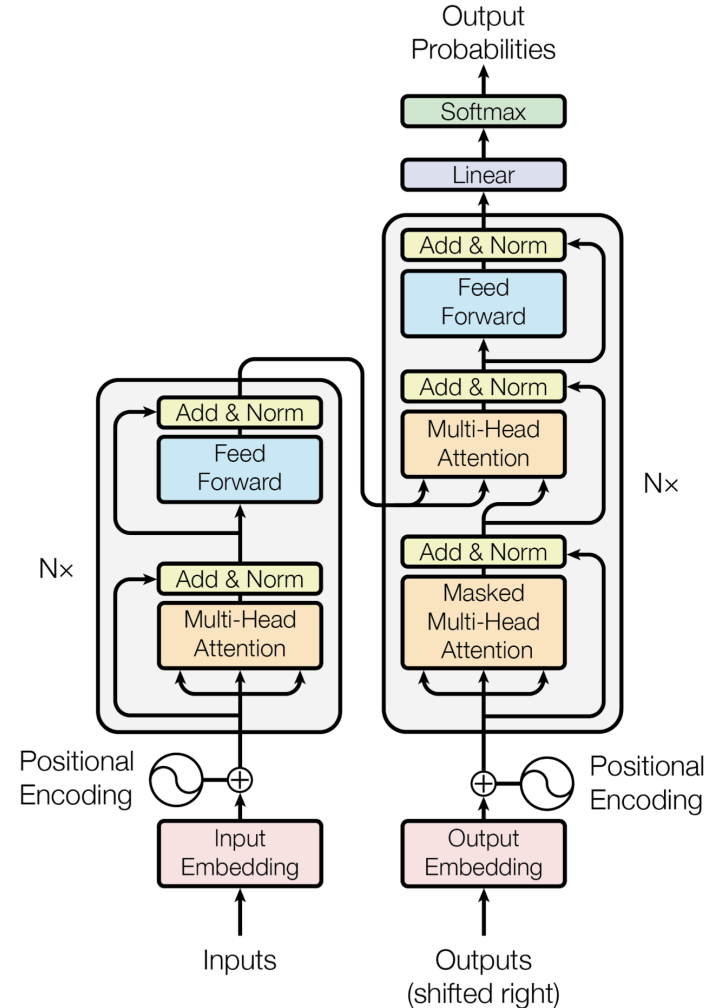 Output
Probabilities
Softmax
Linear
Add & Norm
Feed
Forward
Add & Norm
Multi-Head
Attention
Add & Norm
Masked
Multi-Head
Attention
N×
Add & Norm
Feed
Forward
Add & Norm
Multi-Head
Attention
N×
Positional
Encoding
Positional
Encoding
Input
Embedding
Output
Embedding
Inputs
Outputs
(shifted right)